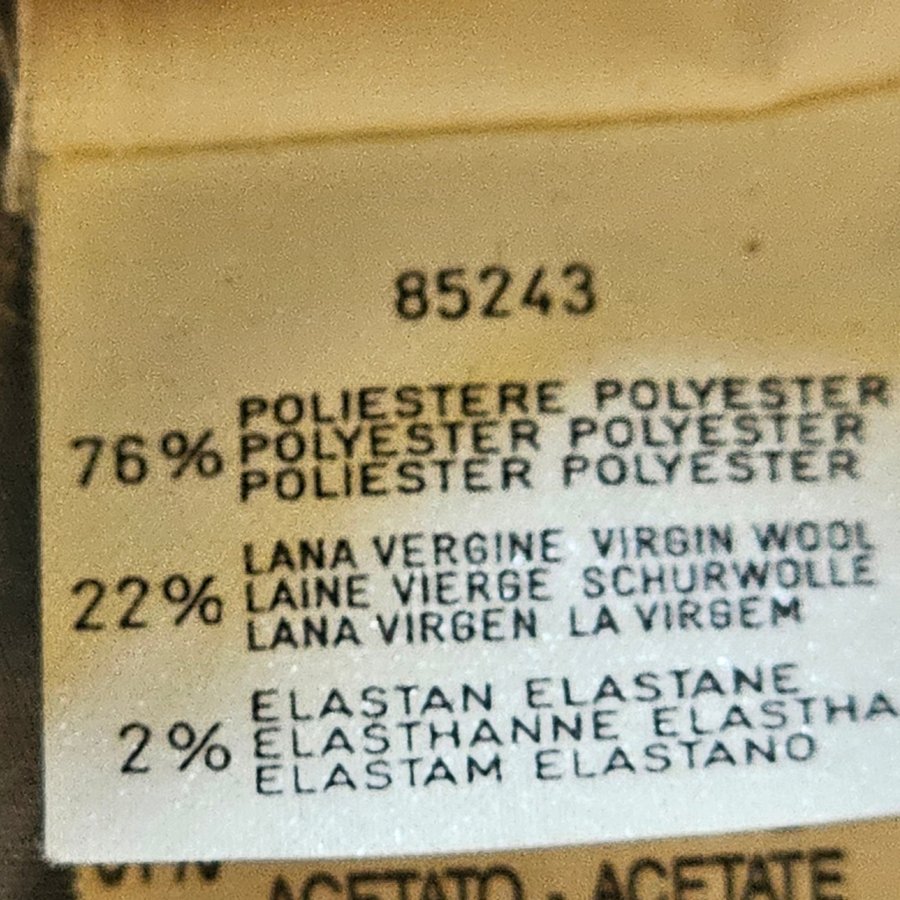 85243
76% POLIESTERE POLYESTER
POLYESTER POLYESTER
POLIESTER POLYESTER
22% LANA VERGINE VIRGIN WOOL
LAINE VIERGE SCHURWOLLE
LANA VIRGEN LA VIRGEM
2% ELASTAN ELASTANE
ELASTHANNE ELASTHA
ELASTAM ELASTANO
ACETATO - ACETATE